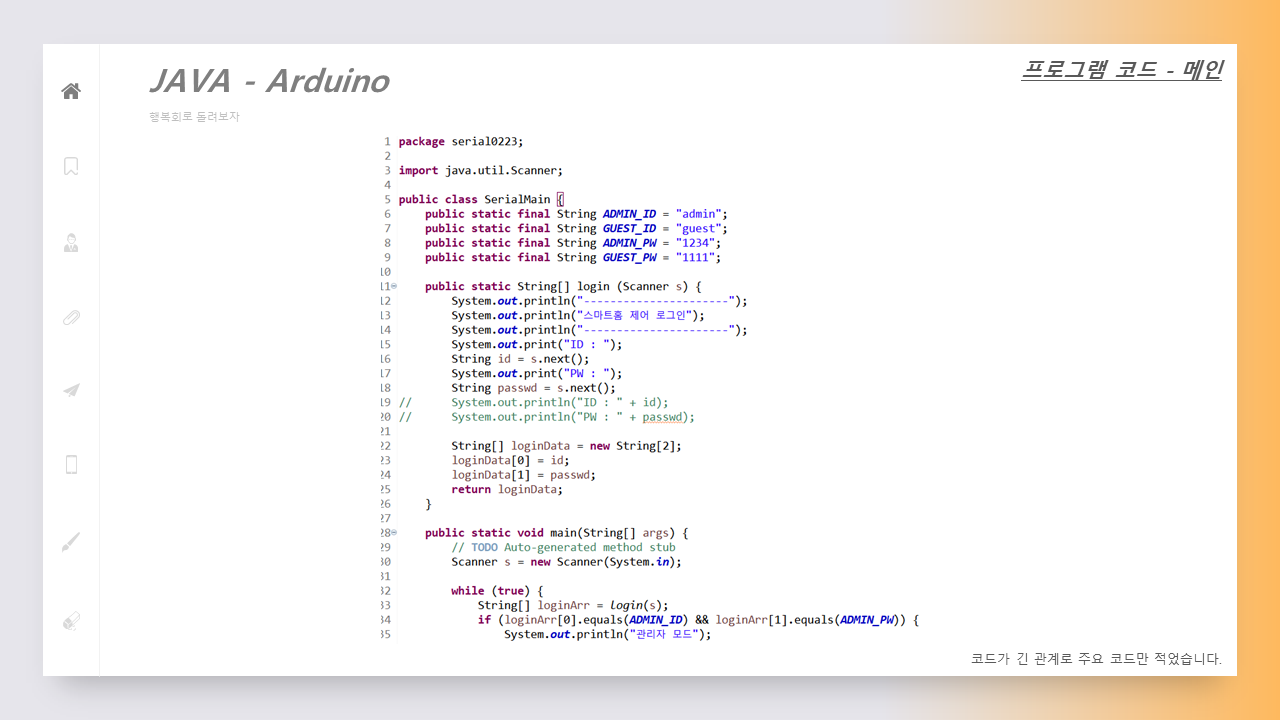 JAVA - Arduino
프로그램 코드 - 메인
행복회로 돌려보자
1 package serial0223;
2
3 import java.util.Scanner;
4
5 public class SerialMain {
6     public static final String ADMIN_ID = "admin";
7     public static final String GUEST_ID = "guest";
8     public static final String ADMIN_PW = "1234";
9     public static final String GUEST_PW = "1111";
10
11     public static String[] login (Scanner s) {
12         System.out.println("----------------------");
13         System.out.println("스마트홈 제어 로그인");
14         System.out.println("----------------------");
15         System.out.print("ID : ");
16         String id = s.next();
17         System.out.print("PW : ");
18         String passwd = s.next();
19 //      System.out.println("ID : " + id);
20 //      System.out.println("PW : " + passwd);
21
22         String[] loginData = new String[2];
23         loginData[0] = id;
24         loginData[1] = passwd;
25         return loginData;
26     }
27
28     public static void main(String[] args) {
29         // TODO Auto-generated method stub
30         Scanner s = new Scanner(System.in);
31
32         while (true) {
33             String[] loginArr = login(s);
34             if (loginArr[0].equals(ADMIN_ID) && loginArr[1].equals(ADMIN_PW)) {
35                 System.out.println("관리자 모드");
코드가 긴 관계로 주요 코드만 적었습니다.